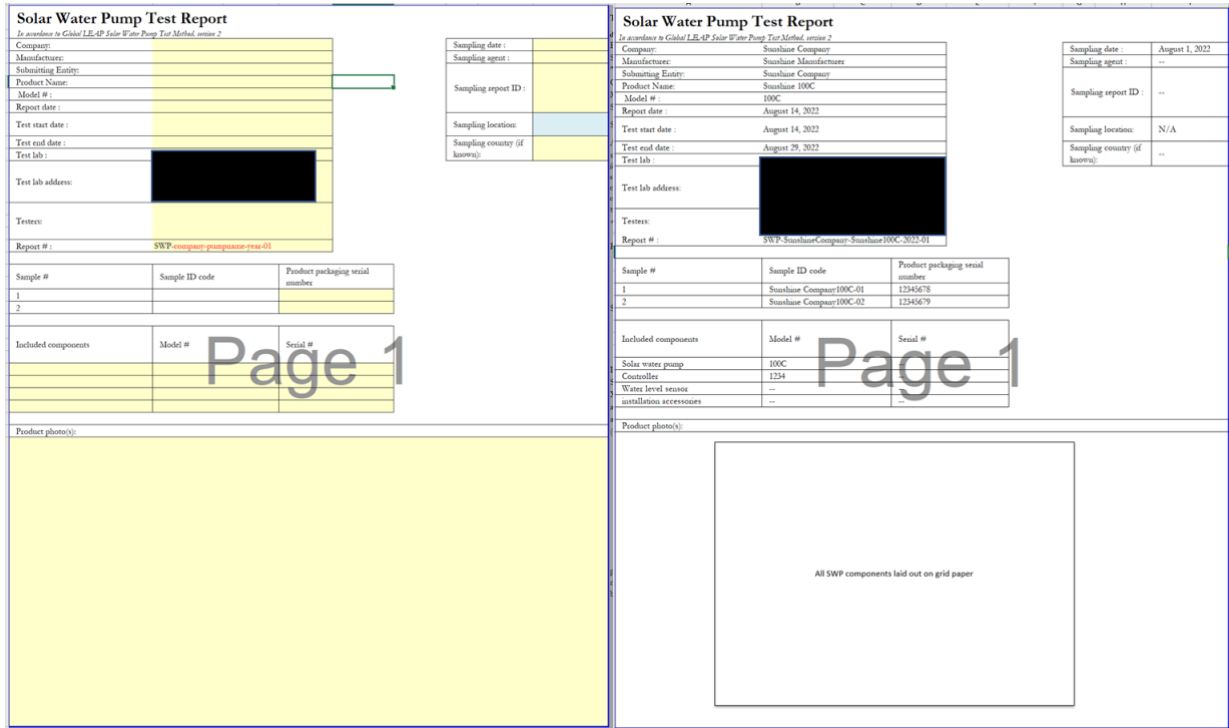 Solar Water Pump Test Report
In accordance to Global LEAP Solar Water Pump Test Method, version 2
Company:
Manufacturer:
Submitting Entity:
Product Name:
Model # :
Report date :
Test start date :
Test end date :
Test lab :
Test lab address:
Testers:
Report # : SWP-company-pumpname-year-01
Sampling date :
Sampling agent :
Sampling report ID :
Sampling location:
Sampling country (if
known):
Sample # Sample ID code Product packaging serial
number
1
2
Included components Model # Serial #
Page 1
Product photo(s):
Solar Water Pump Test Report
In accordance to Global LEAP Solar Water Pump Test Method, version 2
Company: Sunshine Company
Manufacturer: Sunshine Manufacturer
Submitting Entity: Sunshine Company
Product Name: Sunshine 100C
Model # : 100C
Report date : August 14, 2022
Test start date : August 14, 2022
Test end date : August 29, 2022
Test lab :
Test lab address:
Testers:
Report # : SWP-SunshineCompany-Sunshine100C-2022-01
Sampling date : August 1, 2022
Sampling agent : --
Sampling report ID : --
Sampling location: N/A
Sampling country (if
known): --
Sample # Sample ID code Product packaging serial
number
1 Sunshine Company100C-01 12345678
2 Sunshine Company100C-02 12345679
Included components Model # Serial #
Solar water pump 100C --
Controller 1234
Water level sensor -- --
installation accessories -- --
Page 1
Product photo(s):
All SWP components laid out on grid paper